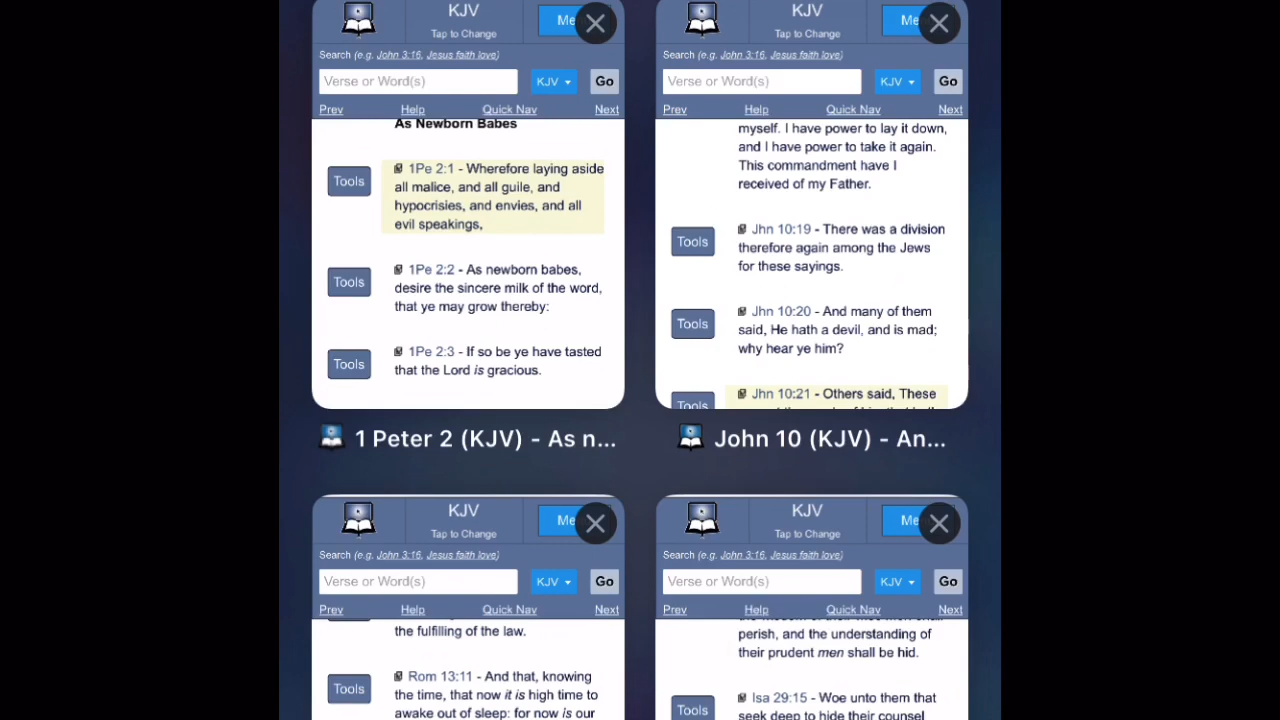 KJV
Me
Tap to Change
Search (e.g. John 3:16, Jesus faith love)
Verse or Word(s) KJV Go
Prev Help Quick Nav Next
As Newborn Babes
Tools
1Pe 2:1 - Wherefore laying aside
all malice, and all guile, and
hypocrisies, and envies, and all
evil speakings,
Tools
1Pe 2:2 - As newborn babes,
desire the sincere milk of the word,
that ye may grow thereby:
Tools
1Pe 2:3 - If so be ye have tasted
that the Lord is gracious.
1 Peter 2 (KJV) - As n...
KJV
Me
Tap to Change
Search (e.g. John 3:16, Jesus faith love)
Verse or Word(s) KJV Go
Prev Help Quick Nav Next
myself. I have power to lay it down,
and I have power to take it again.
This commandment have I
received of my Father.
Tools
Jhn 10:19 - There was a division
therefore again among the Jews
for these sayings.
Tools
Jhn 10:20 - And many of them
said, He hath a devil, and is mad;
why hear ye him?
Tools
Jhn 10:21 - Others said, These
John 10 (KJV) - An...
KJV
Me
Tap to Change
Search (e.g. John 3:16, Jesus faith love)
Verse or Word(s) KJV Go
Prev Help Quick Nav Next
the fulfilling of the law.
Tools
Rom 13:11 - And that, knowing
the time, that now it is high time to
awake out of sleep: for now is our
KJV
Me
Tap to Change
Search (e.g. John 3:16, Jesus faith love)
Verse or Word(s) KJV Go
Prev Help Quick Nav Next
perish, and the understanding of
their prudent men shall be hid.
Tools
Isa 29:15 - Woe unto them that
seek deep to hide their counsel